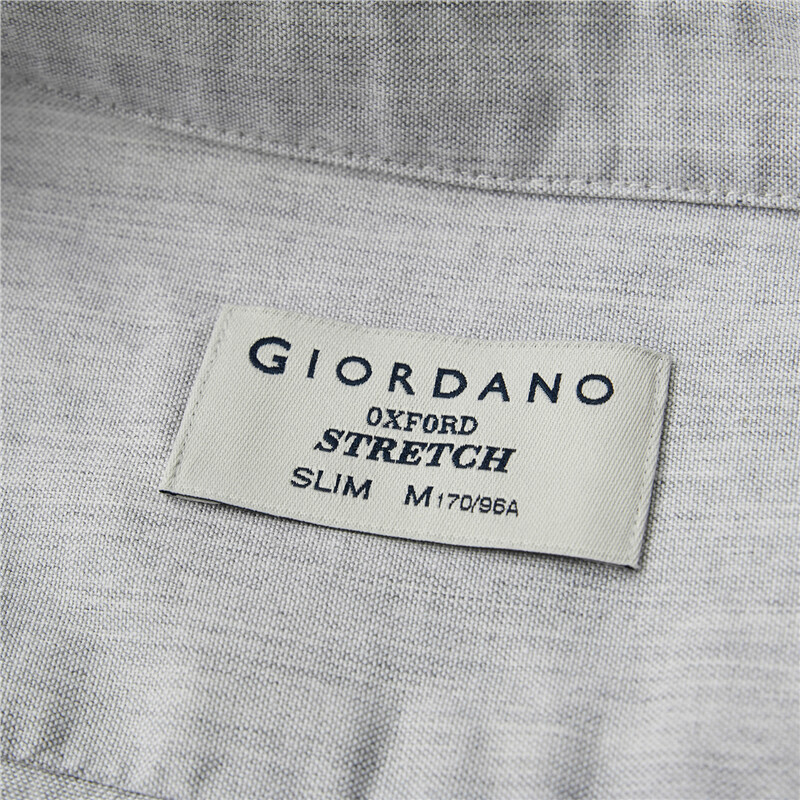 GIORDANO
OXFORD
STRETCH
SLIM M170/96A